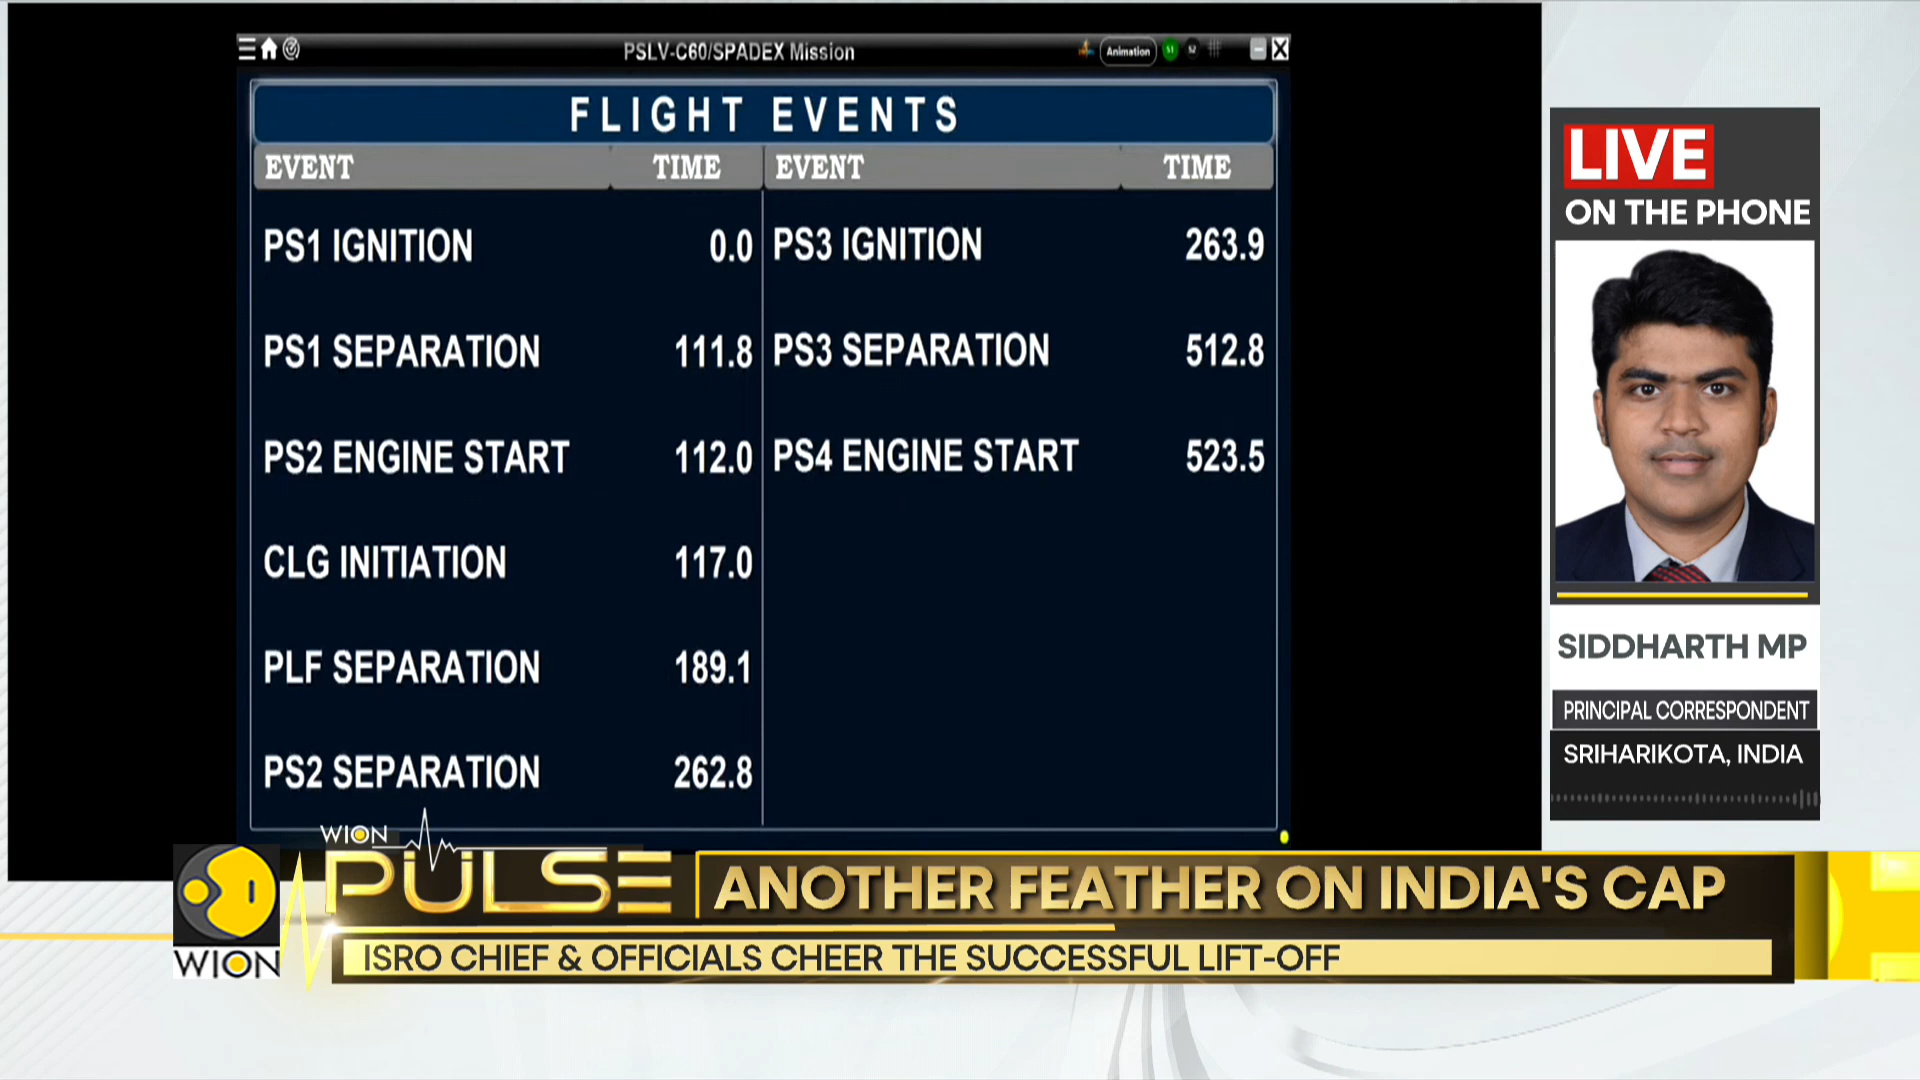 PSLV-C60/SPADEX Mission
Animation
S1
S2
FLIGHT EVENTS
EVENT TIME EVENT TIME
PS1 IGNITION 0.0 PS3 IGNITION 263.9
PS1 SEPARATION 111.8 PS3 SEPARATION 512.8
PS2 ENGINE START 112.0 PS4 ENGINE START 523.5
CLG INITIATION 117.0
PLF SEPARATION 189.1
PS2 SEPARATION 262.8
LIVE
ON THE PHONE
SIDDHARTH MP
PRINCIPAL CORRESPONDENT
SRIHARIKOTA, INDIA
WION
PULSE
ANOTHER FEATHER ON INDIA'S CAP
ISRO CHIEF & OFFICIALS CHEER THE SUCCESSFUL LIFT-OFF
WION